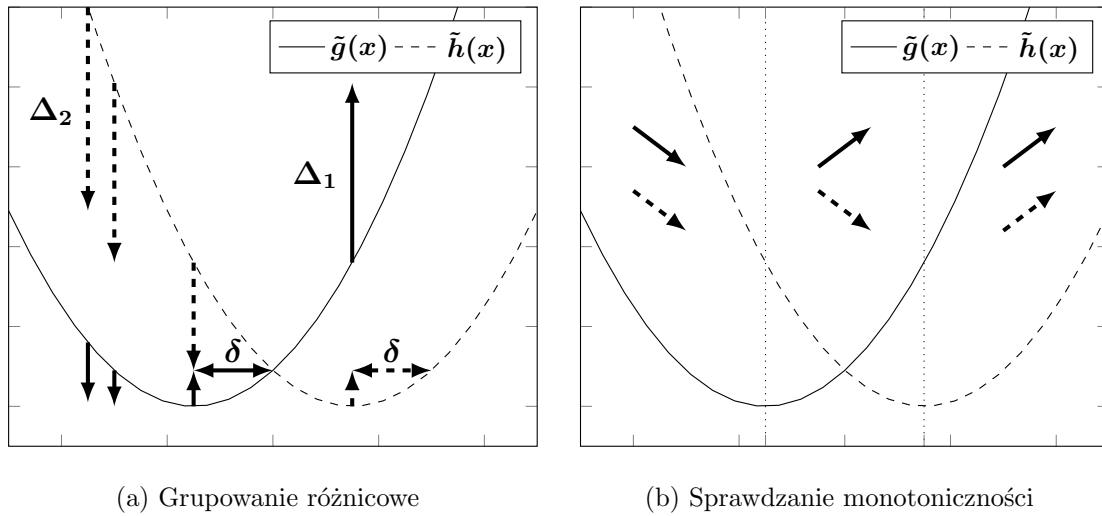 g̃(x) h̃(x)
Δ₂
Δ₁
δ
δ
(a) Grupowanie różnicowe
g̃(x) h̃(x)
(b) Sprawdzanie monotoniczności